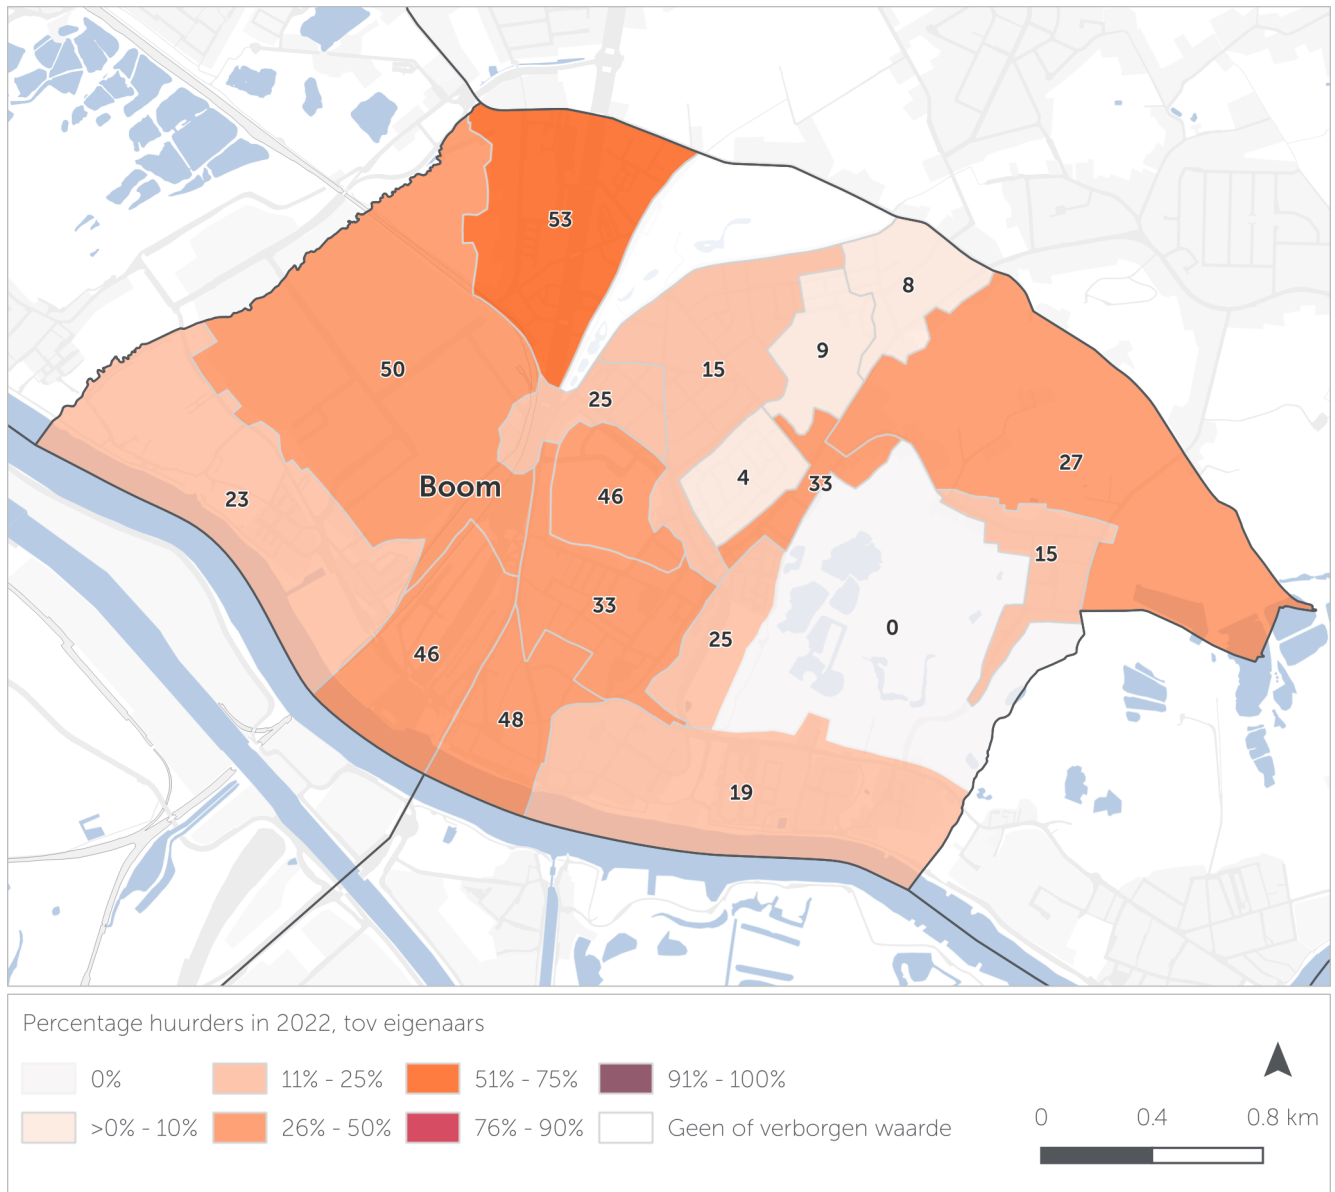 53
8
9
50
15
25
27
4
33
Boom
46
23
15
33
0
25
46
48
19
Percentage huurders in 2022, tov eigenaars
0%
11% - 25%
51% - 75%
91% - 100%
>0% - 10%
26% - 50%
76% - 90%
Geen of verborgen waarde
0 0.4 0.8 km